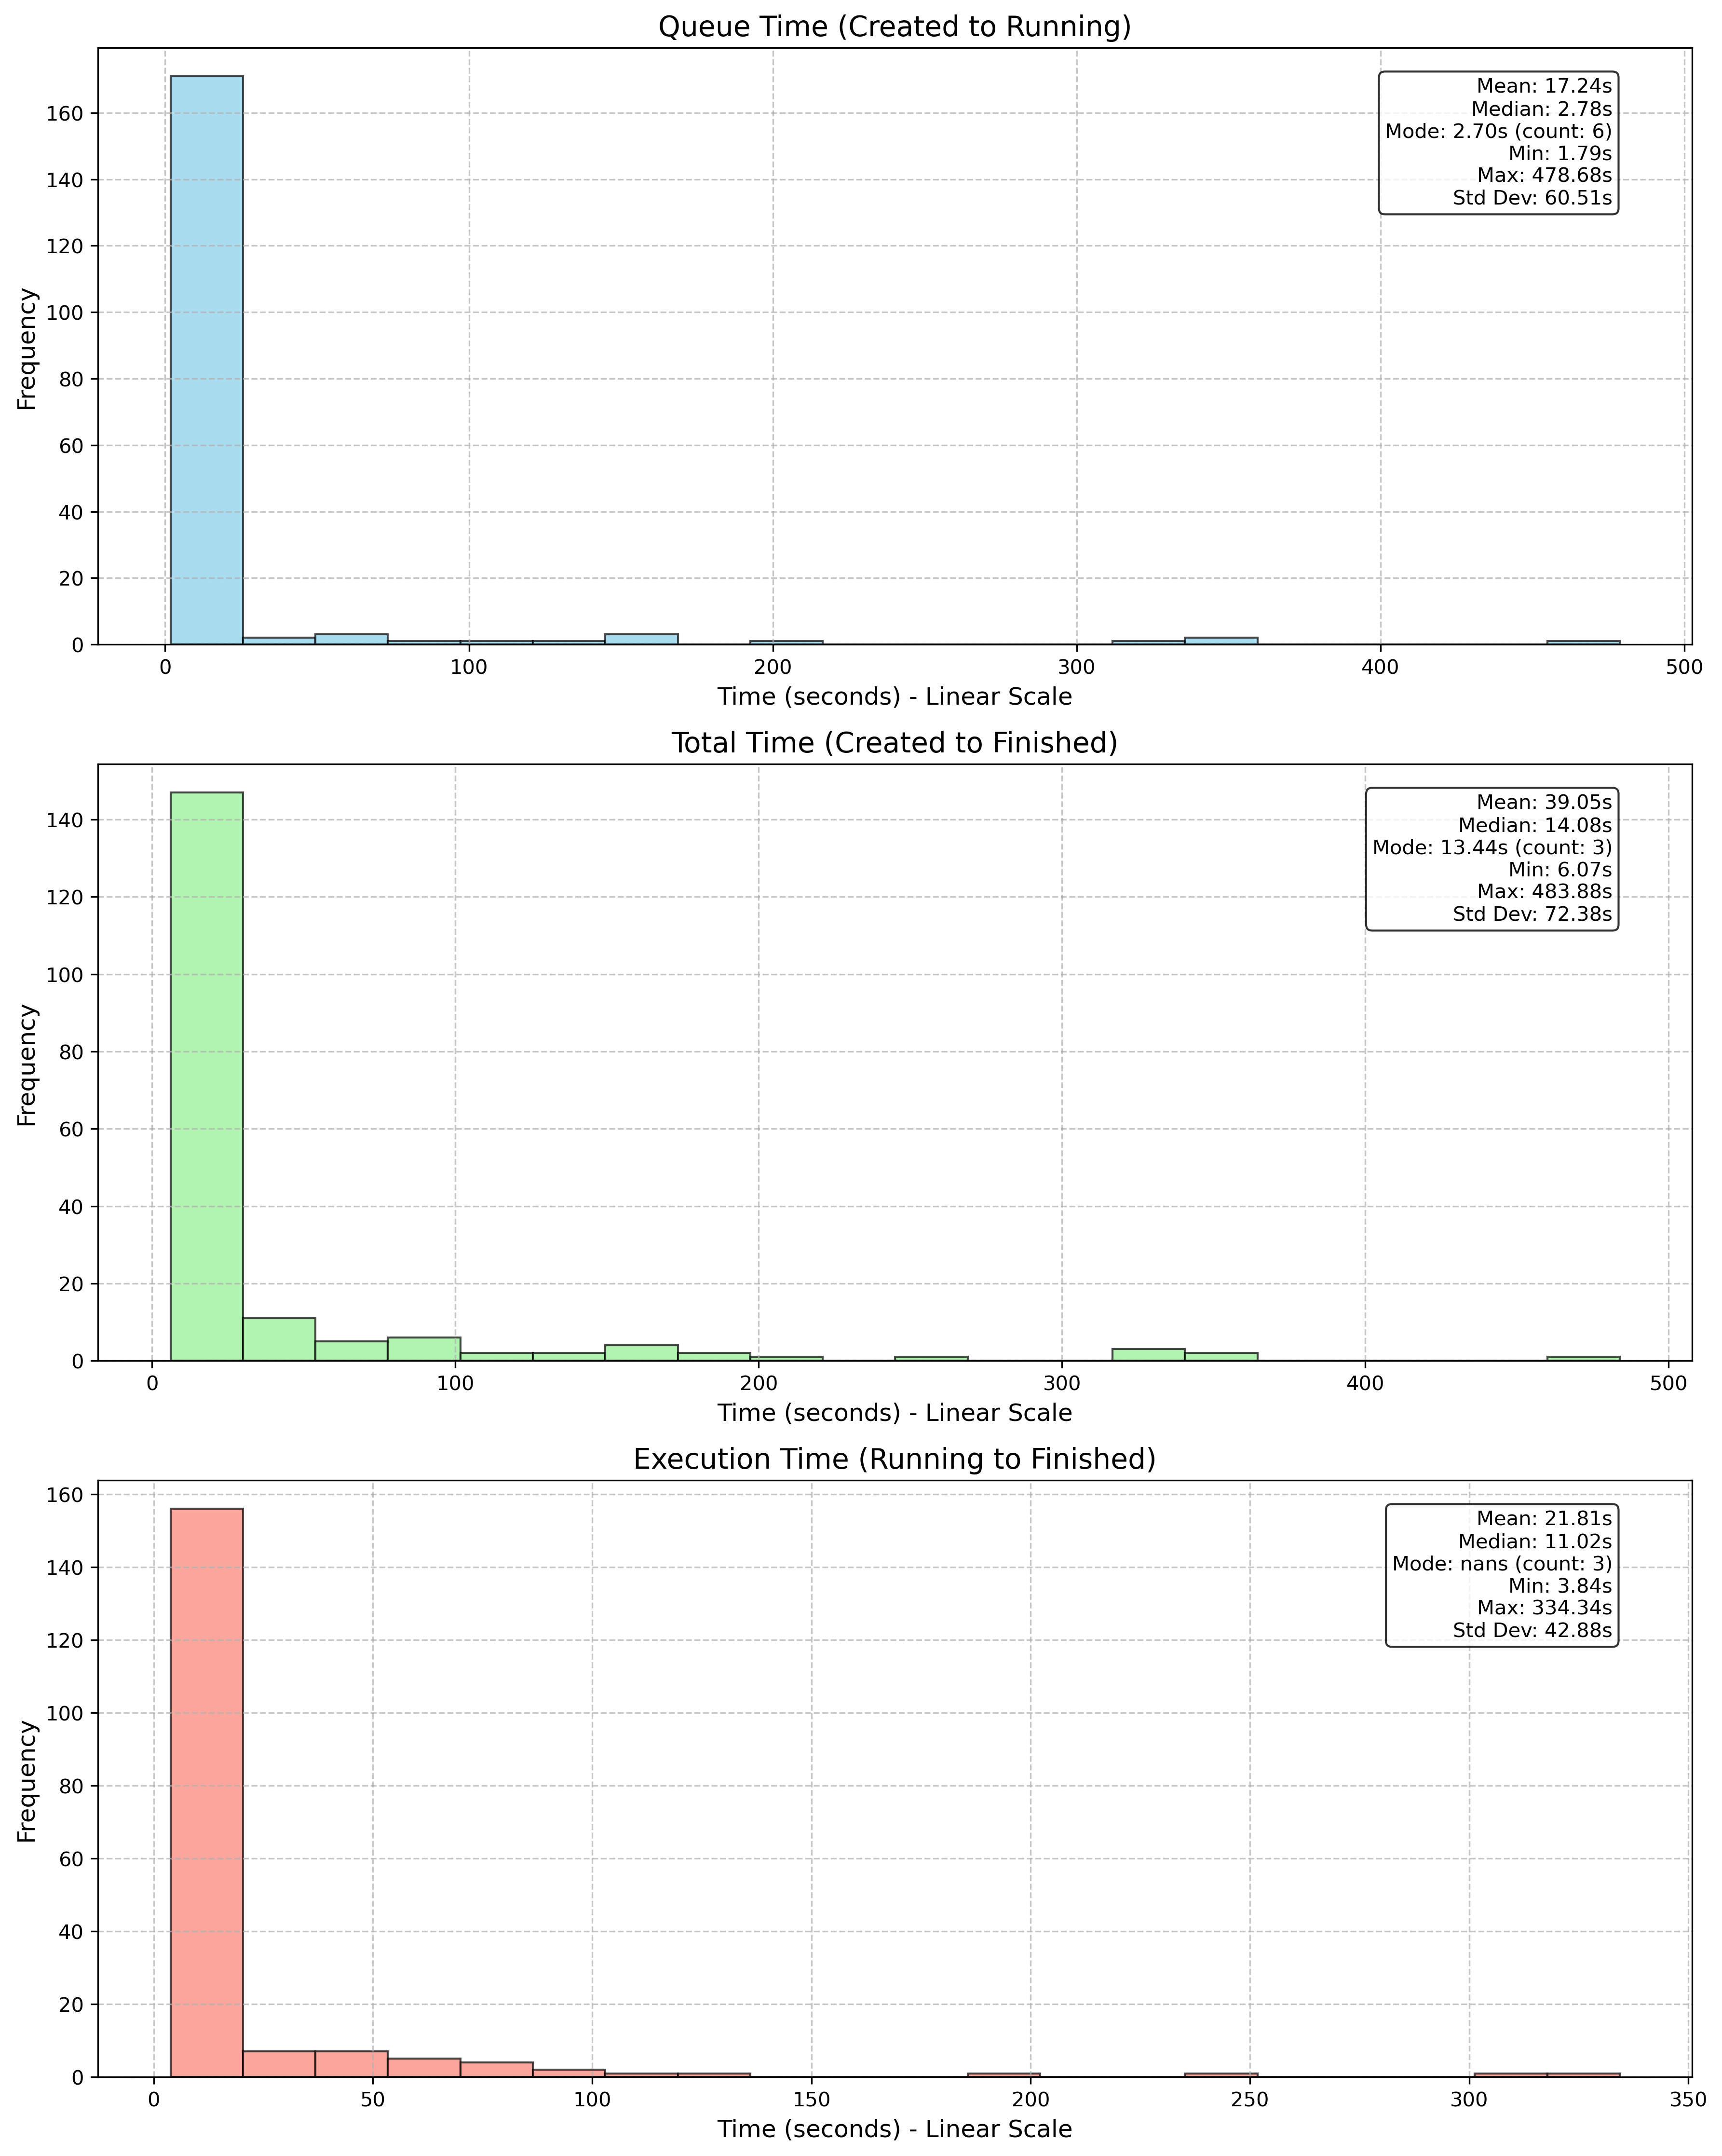 Queue Time (Created to Running)
Mean: 17.24s
Median: 2.78s
Mode: 2.70s (count: 6)
Min: 1.79s
Max: 478.68s
Std Dev: 60.51s
Frequency
160
140
120
100
80
60
40
20
0
0 100 200 300 400 500
Time (seconds) - Linear Scale
Total Time (Created to Finished)
Mean: 39.05s
Median: 14.08s
Mode: 13.44s (count: 3)
Min: 6.07s
Max: 483.88s
Std Dev: 72.38s
Frequency
140
120
100
80
60
40
20
0
0 100 200 300 400 500
Time (seconds) - Linear Scale
Execution Time (Running to Finished)
Mean: 21.81s
Median: 11.02s
Mode: nans (count: 3)
Min: 3.84s
Max: 334.34s
Std Dev: 42.88s
Frequency
160
140
120
100
80
60
40
20
0
0 50 100 150 200 250 300 350
Time (seconds) - Linear Scale